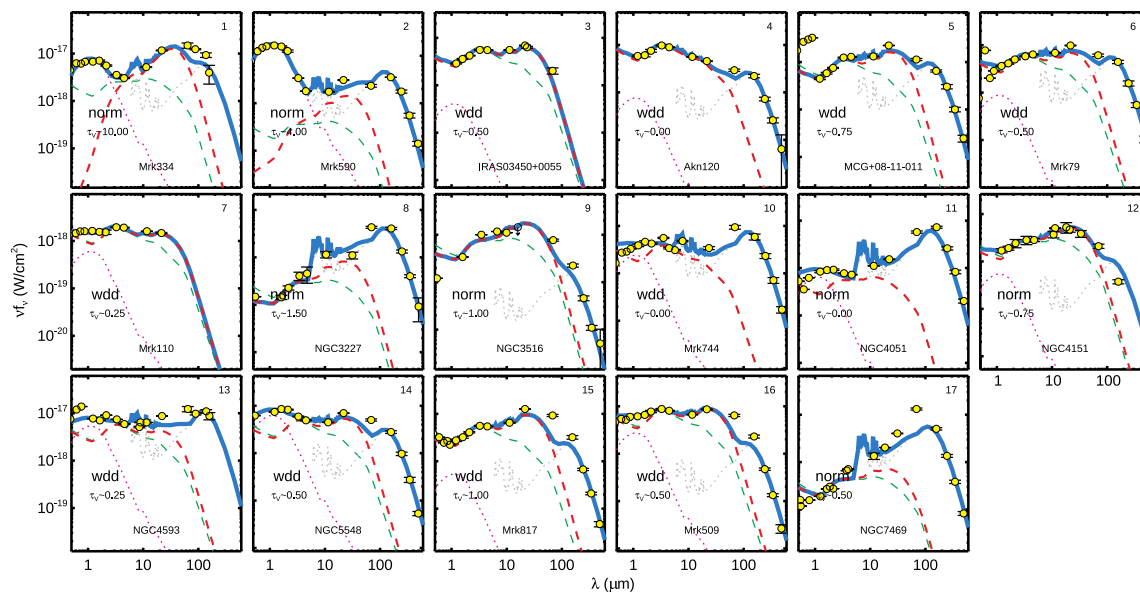 1
2
3
4
5
6
10⁻¹⁷
10⁻¹⁸
10⁻¹⁹
norm
τᵥ~10.00
Mrk334
norm
τᵥ~4.00
Mrk590
wdd
τᵥ~0.50
IRAS03450+0055
wdd
τᵥ~0.00
Akn120
wdd
τᵥ~0.75
MCG+08-11-011
wdd
τᵥ~0.50
Mrk79
7
8
9
10
11
12
νfᵥ (W/cm²)
10⁻¹⁸
10⁻¹⁹
10⁻²⁰
wdd
τᵥ~0.25
Mrk110
norm
τᵥ~1.50
NGC3227
norm
τᵥ~1.00
NGC3516
wdd
τᵥ~0.00
Mrk744
norm
τᵥ~0.00
NGC4051
wdd
τᵥ~0.75
NGC4151
1 10 100
13
14
15
16
17
10⁻¹⁷
10⁻¹⁸
10⁻¹⁹
wdd
τᵥ~0.25
NGC4593
wdd
τᵥ~0.50
NGC5548
wdd
τᵥ~1.00
Mrk817
wdd
τᵥ~0.50
Mrk509
norm
τᵥ~0.50
NGC7469
1 10 100 1 10 100 1 10 100 1 10 100 1 10 100
λ (μm)